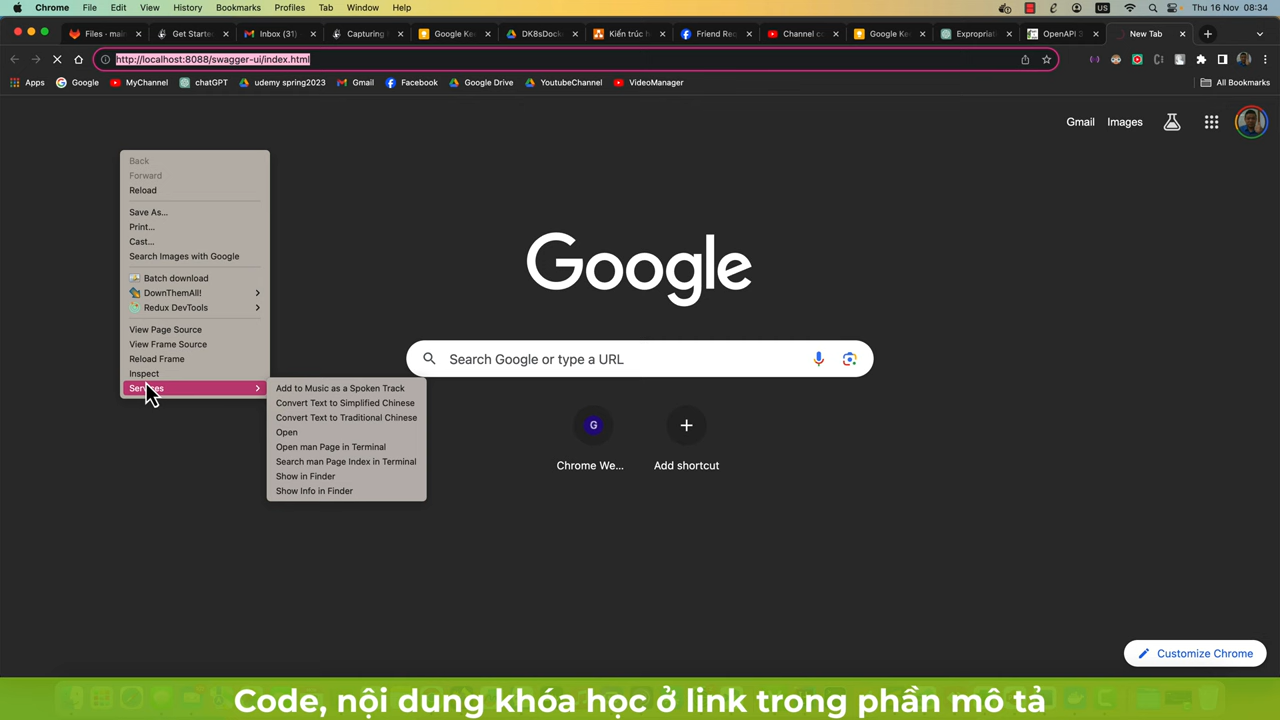 Chrome File Edit View History Bookmarks Profiles Tab Window Help US Thu 16 Nov 08:34
Files · main Get Starte Inbox (31) Capturing Google Ke DK8sDock Kiến trúc h Friend Req Channel co Google Ke Expropriat OpenAPI 3 New Tab
http://localhost:8088/swagger-ui/index.html
Apps Google MyChannel chatGPT udemy spring2023 Gmail Facebook Google Drive YoutubeChannel VideoManager All Bookmarks
Gmail Images
Back
Forward
Reload
Save As...
Print...
Cast...
Search Images with Google
Batch download
DownThemAll!
Redux DevTools
View Page Source
View Frame Source
Reload Frame
Inspect
Services
Add to Music as a Spoken Track
Convert Text to Simplified Chinese
Convert Text to Traditional Chinese
Open
Open man Page in Terminal
Search man Page Index in Terminal
Show in Finder
Show Info in Finder
Google
Search Google or type a URL
G
Chrome We... Add shortcut
Customize Chrome
Code, nội dung khóa học ở link trong phần mô tả